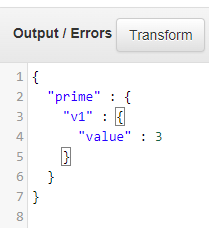 Output / Errors Transform
1 {
2 "prime" : {
3 "v1" : {
4 "value" : 3
5 }
6 }
7 }
8